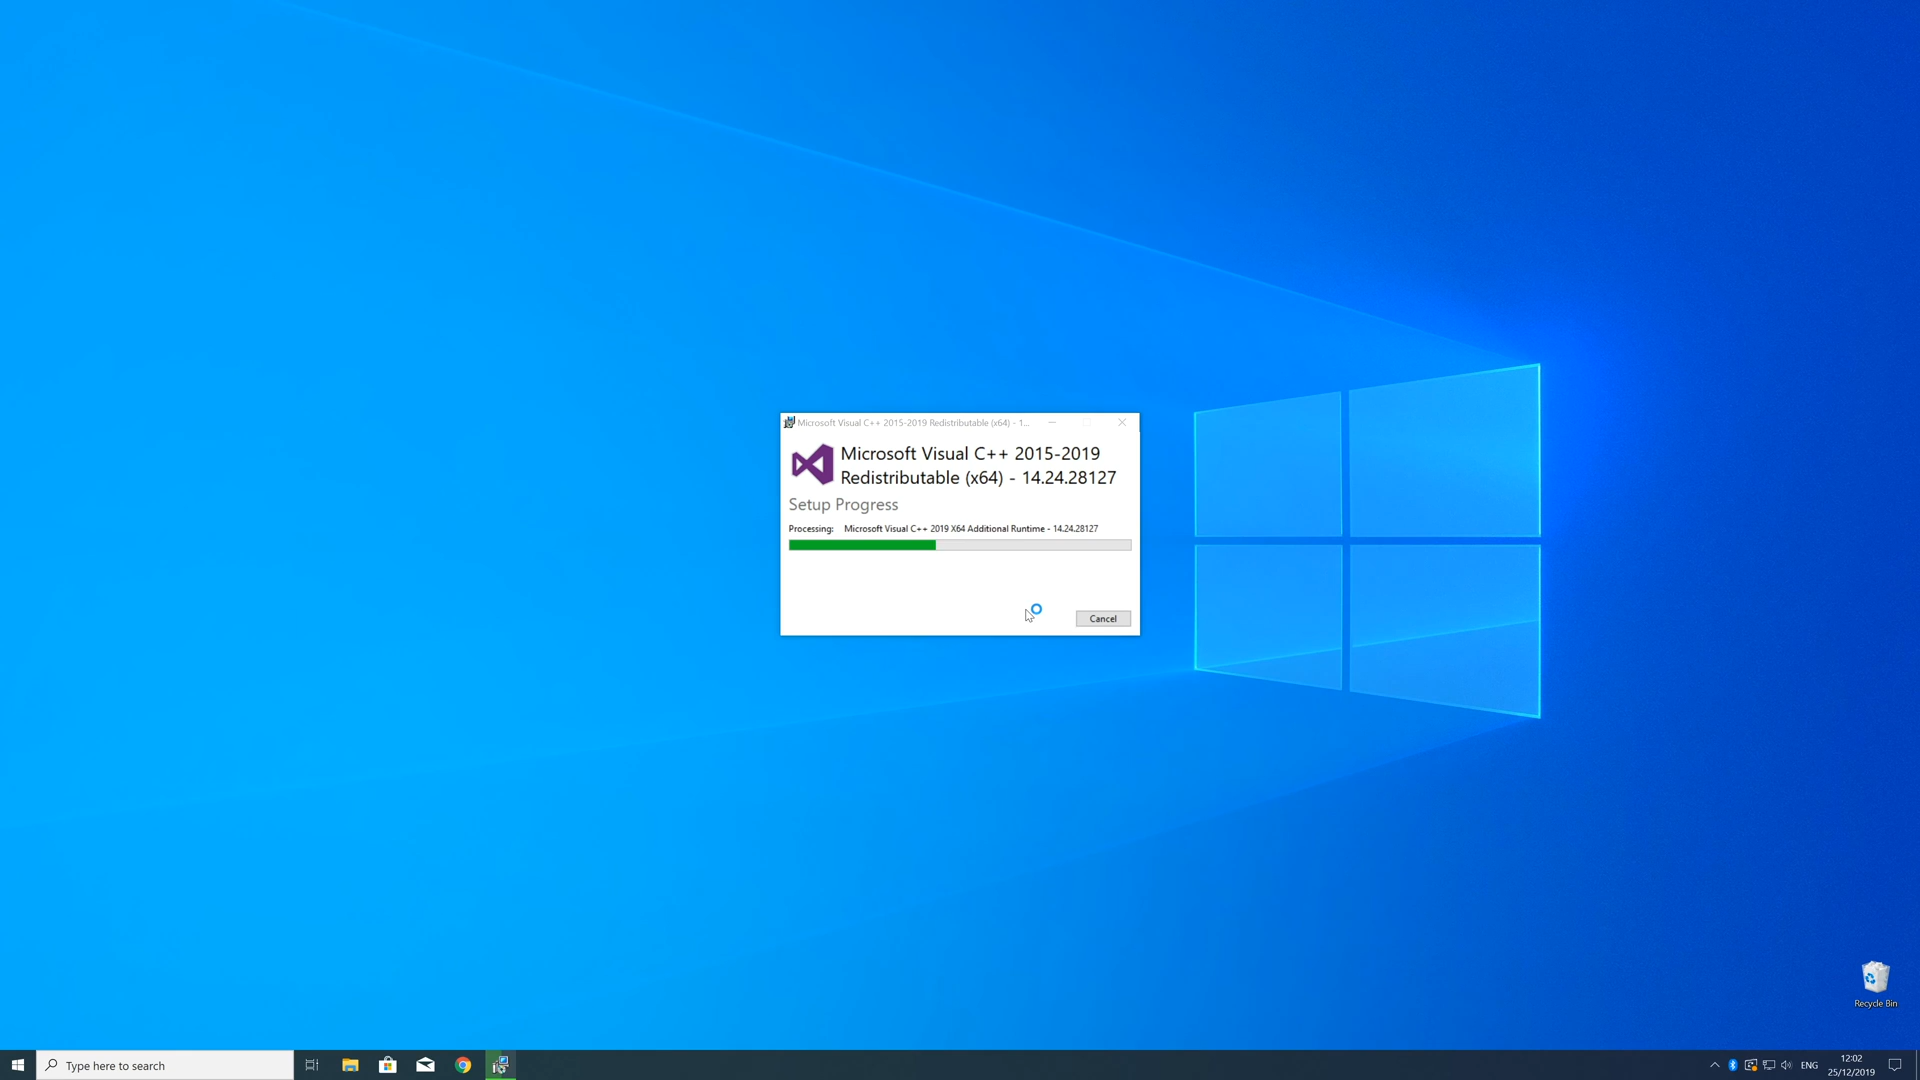 Microsoft Visual C++ 2015-2019 Redistributable (x64) - 1...
Microsoft Visual C++ 2015-2019
Redistributable (x64) - 14.24.28127
Setup Progress
Processing: Microsoft Visual C++ 2019 X64 Additional Runtime - 14.24.28127
Cancel
Recycle Bin
Type here to search
ENG
12:02
25/12/2019